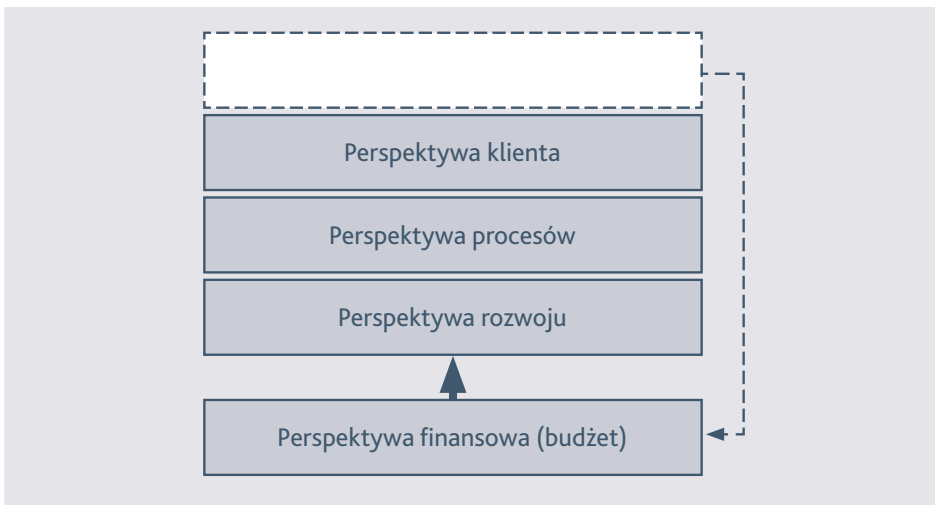 Perspektywa klienta
Perspektywa procesów
Perspektywa rozwoju
Perspektywa finansowa (budżet)